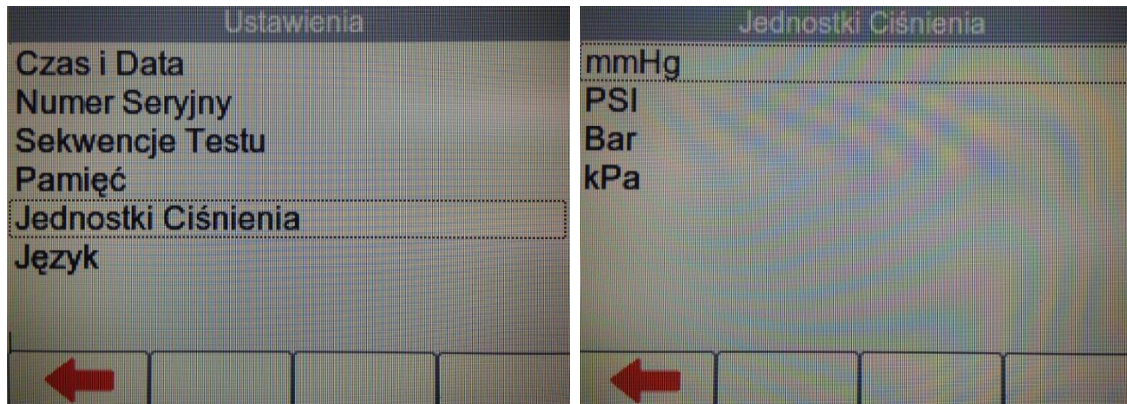 Ustawienia
Czas i Data
Numer Seryjny
Sekwencje Testu
Pamięć
Jednostki Ciśnienia
Język
Jednostki Ciśnienia
mmHg
PSI
Bar
kPa